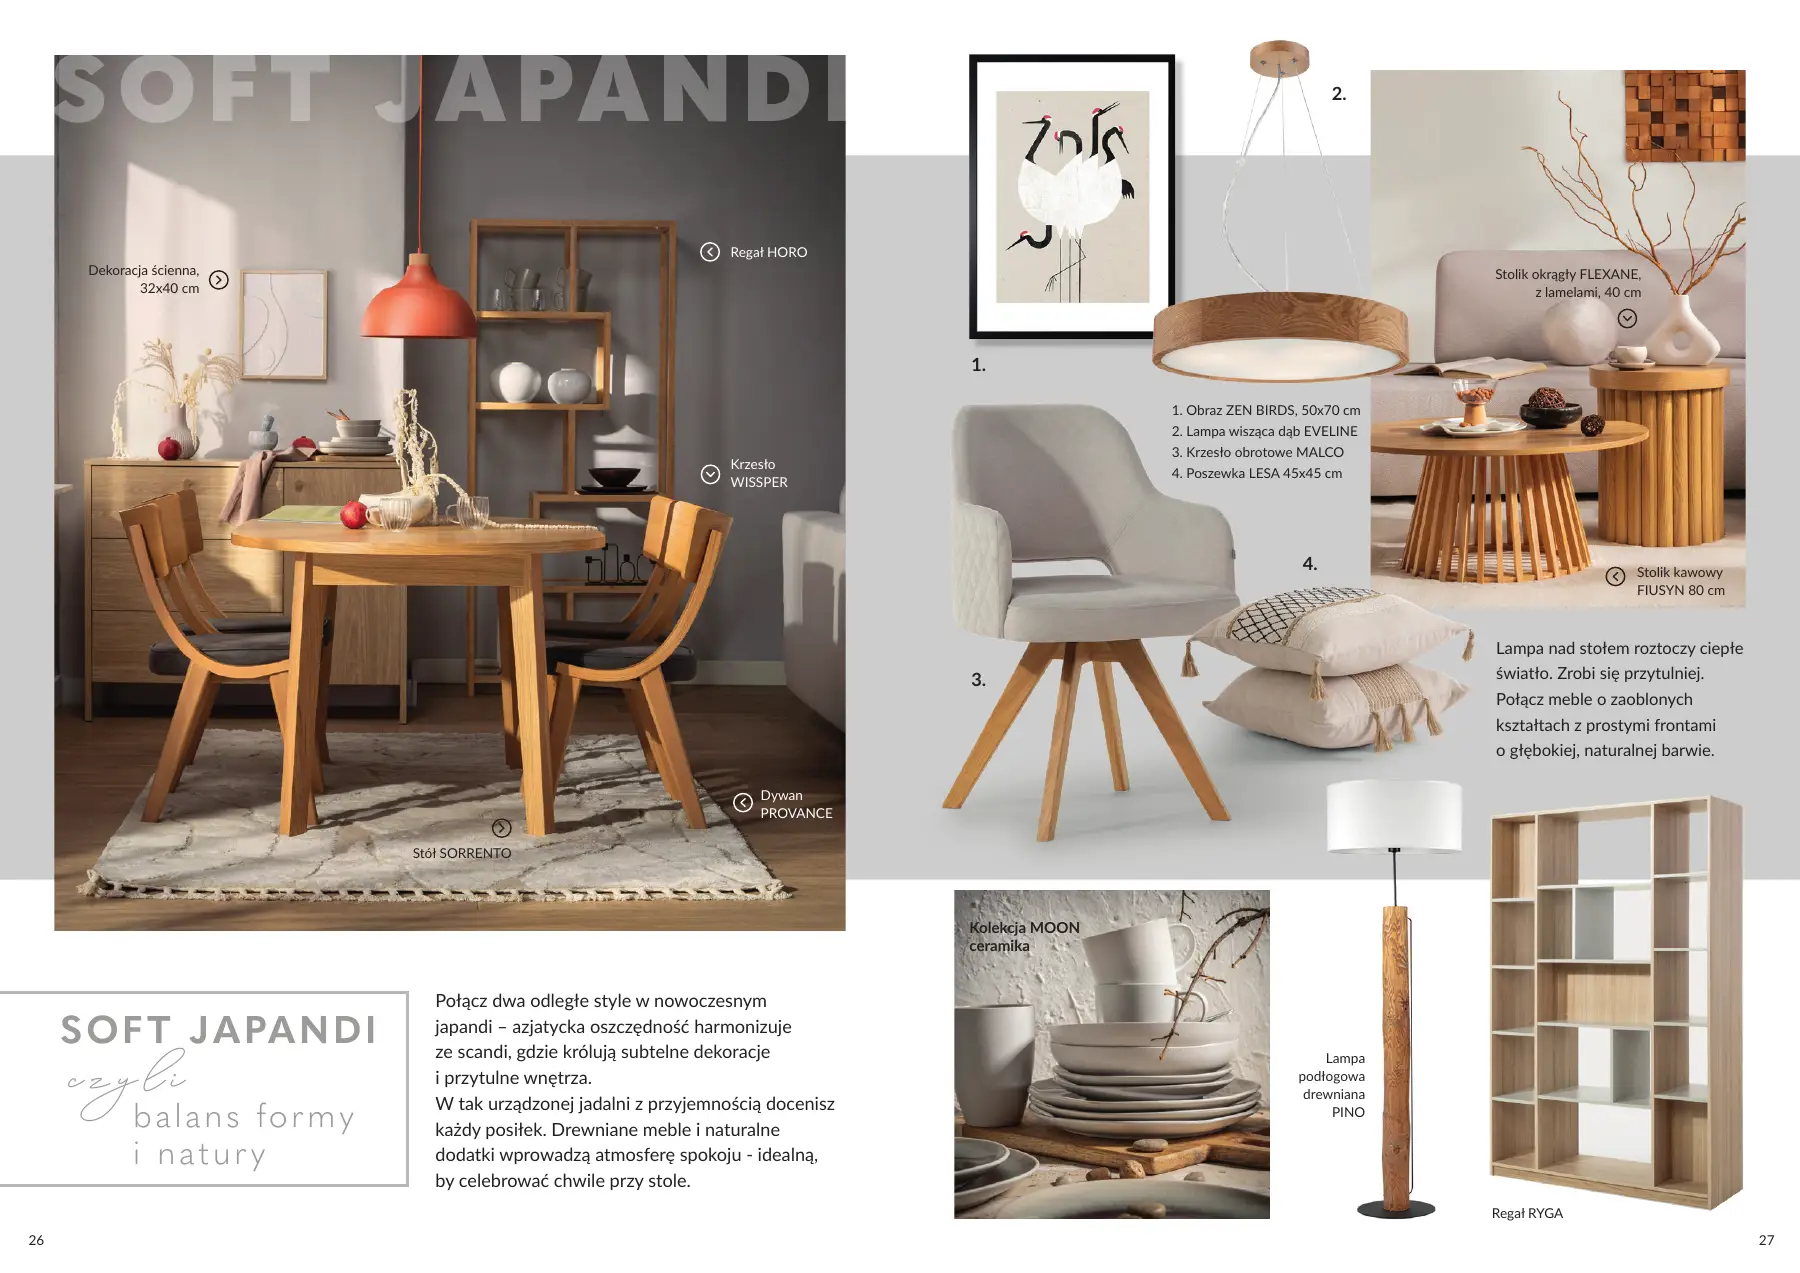 SOFT JAPANDI
Dekoracja ścienna,
32x40 cm
Regał HORO
Krzesło
WISSPER
Dywan
PROVANCE
Stół SORRENTO
SOFT JAPANDI
czyli
balans formy
i natury
Połącz dwa odległe style w nowoczesnym
japandi – azjatycka oszczędność harmonizuje
ze scandi, gdzie królują subtelne dekoracje
i przytulne wnętrza.
W tak urządzonej jadalni z przyjemnością docenisz
każdy posiłek. Drewniane meble i naturalne
dodatki wprowadzą atmosferę spokoju - idealną,
by celebrować chwile przy stole.
26
1.
2.
1. Obraz ZEN BIRDS, 50x70 cm
2. Lampa wisząca dąb EVELINE
3. Krzesło obrotowe MALCO
4. Poszewka LESA 45x45 cm
Stolik okrągły FLEXANE,
z lamelami, 40 cm
Stolik kawowy
FIUSYN 80 cm
3.
4.
Lampa nad stołem roztoczy ciepłe
światło. Zrobi się przytulniej.
Połącz meble o zaoblonych
kształtach z prostymi frontami
o głębokiej, naturalnej barwie.
Kolekcja MOON
ceramika
Lampa
podłogowa
drewniana
PINO
Regał RYGA
27